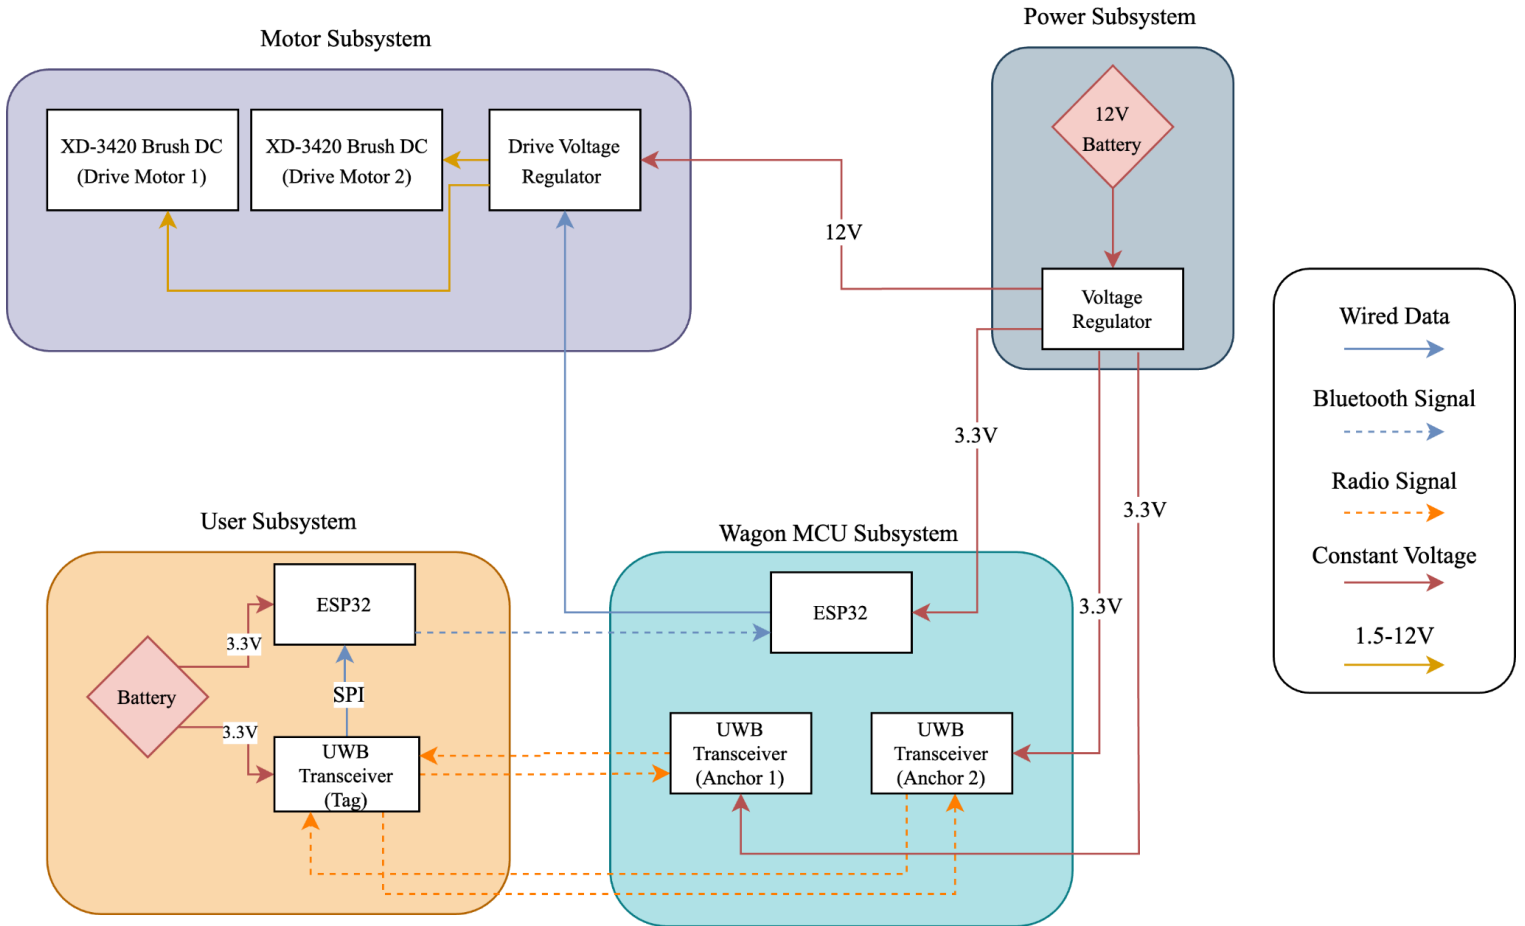 Power Subsystem
Motor Subsystem
12V
Battery
XD-3420 Brush DC
(Drive Motor 1)
XD-3420 Brush DC
(Drive Motor 2)
Drive Voltage
Regulator
12V
Voltage
Regulator
Wired Data
Bluetooth Signal
Radio Signal
Constant Voltage
1.5-12V
3.3V
3.3V
3.3V
User Subsystem
Wagon MCU Subsystem
ESP32
3.3V
Battery
SPI
3.3V
UWB
Transceiver
(Tag)
ESP32
UWB
Transceiver
(Anchor 1)
UWB
Transceiver
(Anchor 2)